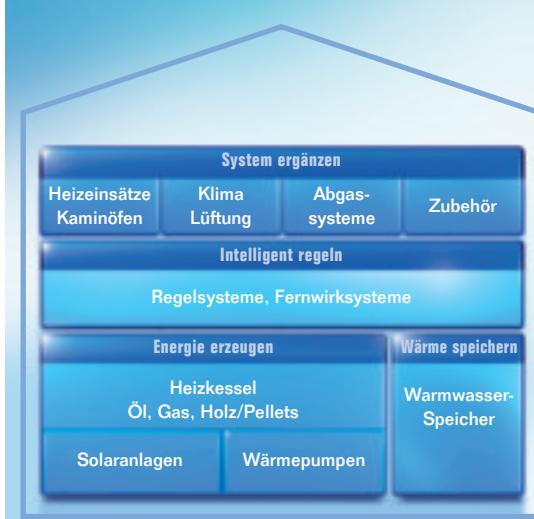 System ergänzen
Heizeinsätze
Kaminöfen
Klima
Lüftung
Abgas-
systeme
Zubehör
Intelligent regeln
Regelsysteme, Fernwirksysteme
Energie erzeugen
Heizkessel
Öl, Gas, Holz/Pellets
Solaranlagen
Wärmepumpen
Wärme speichern
Warmwasser-
Speicher